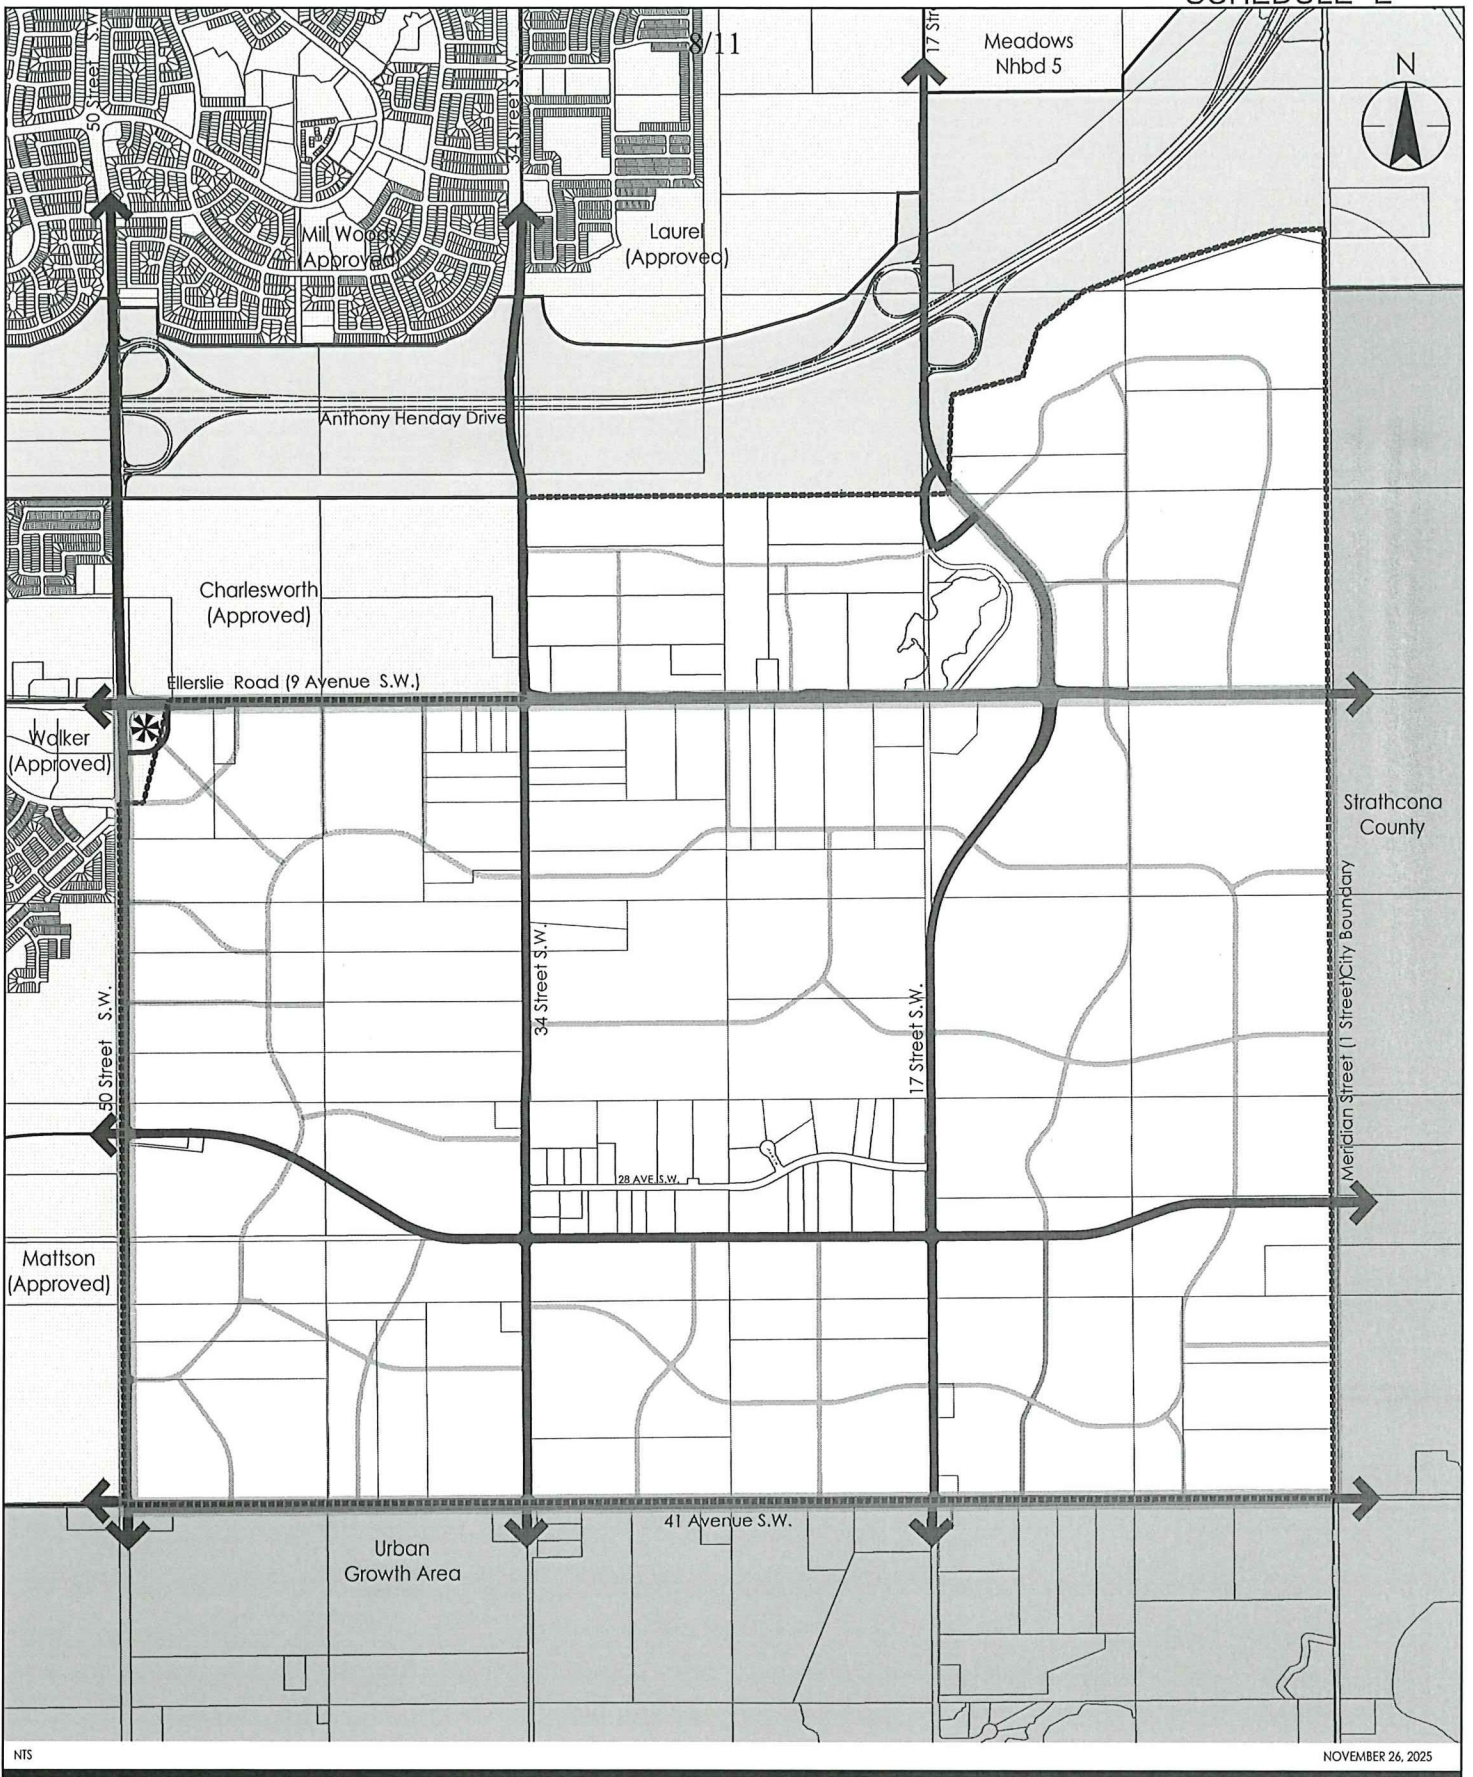 8/11
50 Street S.W.
34 Street S.W.
17 Str
Meadows
Nhbd 5
N
Mill Woods
(Approved)
Laurel
(Approved)
Anthony Henday Drive
Charlesworth
(Approved)
Ellerslie Road (9 Avenue S.W.)
Walker
(Approved)
Strathcona
County
50 Street S.W.
34 Street S.W.
17 Street S.W.
Meridian Street (1 Street)City Boundary
28 AVE S.W.
Mattson
(Approved)
41 Avenue S.W.
Urban
Growth Area
NTS
NOVEMBER 26, 2025